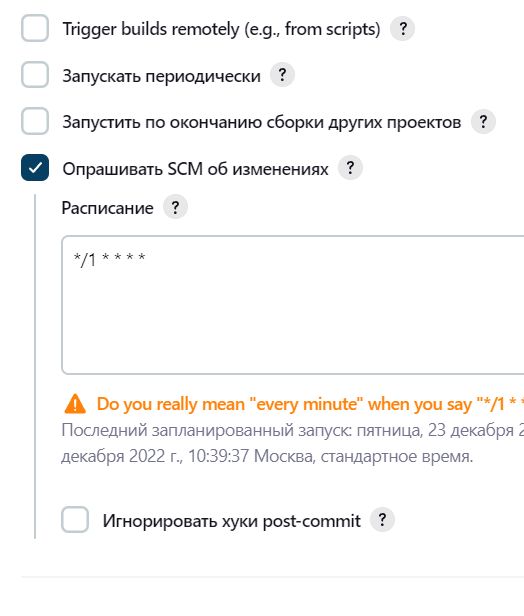 Trigger builds remotely (e.g., from scripts) ?
Запускать периодически ?
Запустить по окончанию сборки других проектов ?
Опрашивать SCM об изменениях ?
Расписание ?
*/1 * * * *
Do you really mean "every minute" when you say "*/1 * *
Последний запланированный запуск: пятница, 23 декабря 2
декабря 2022 г., 10:39:37 Москва, стандартное время.
Игнорировать хуки post-commit ?